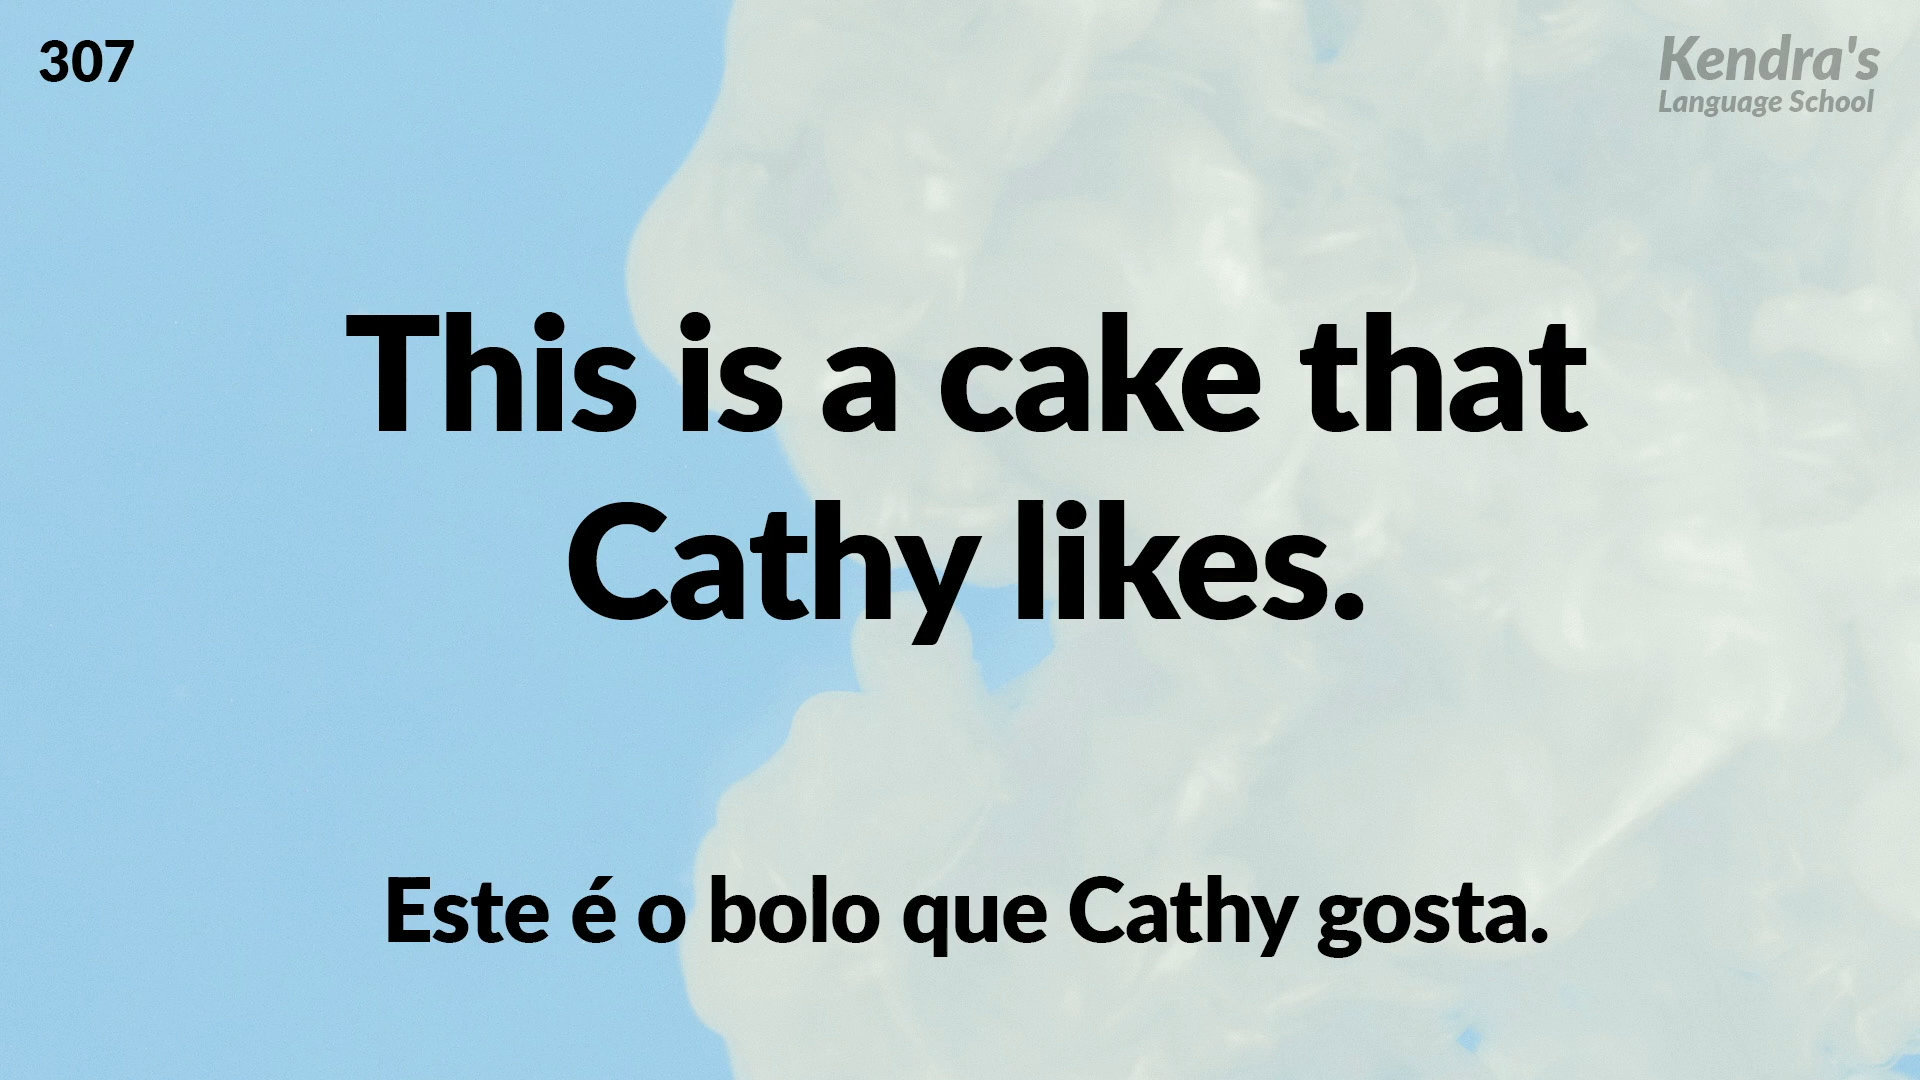 307
Kendra's
Language School
This is a cake that
Cathy likes.
Este é o bolo que Cathy gosta.